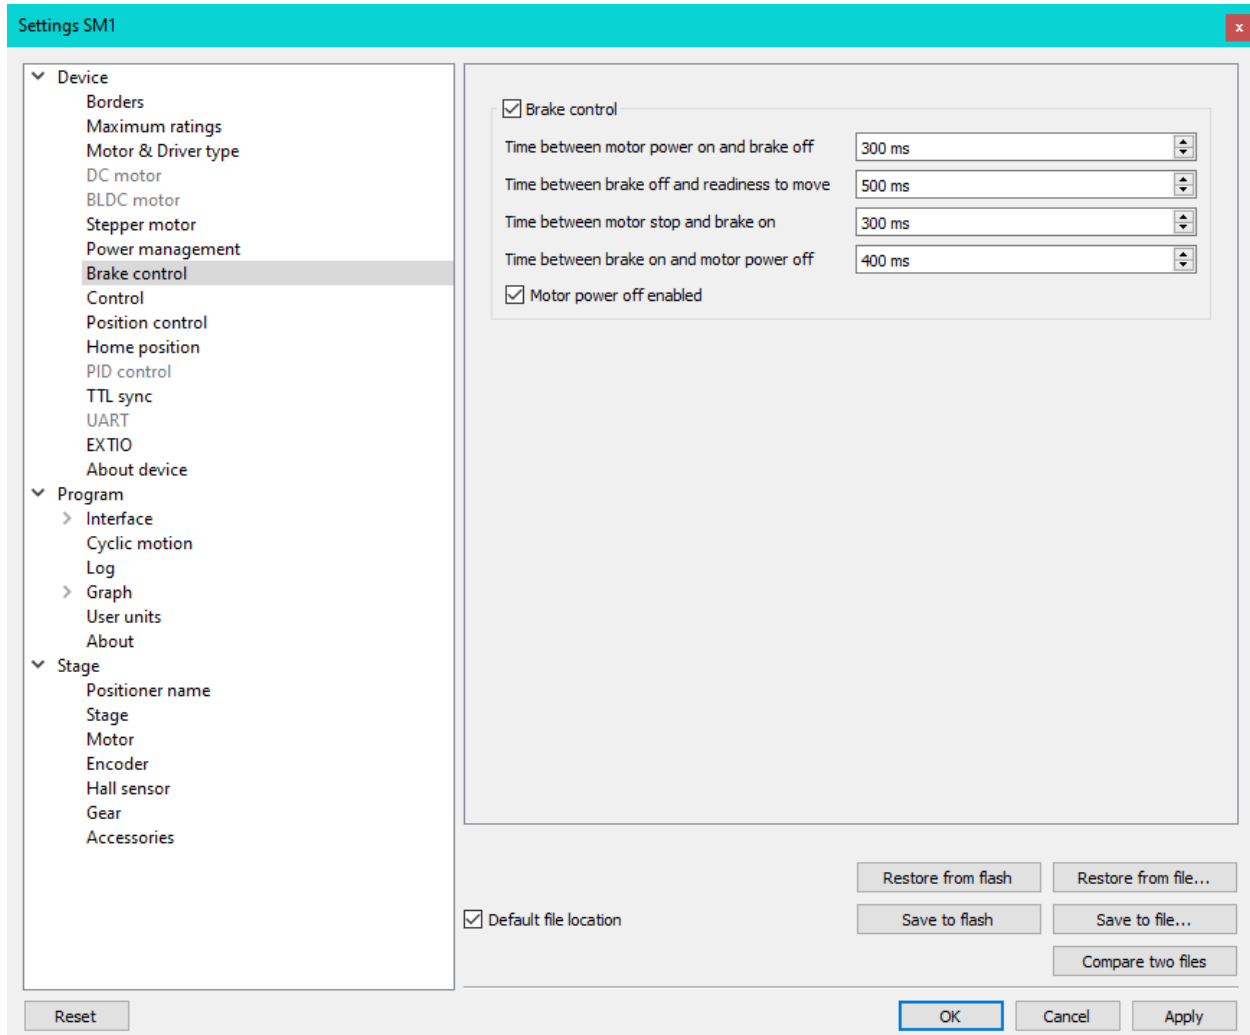 Settings SM1
x
Device
Borders
Maximum ratings
Motor & Driver type
DC motor
BLDC motor
Stepper motor
Power management
Brake control
Control
Position control
Home position
PID control
TTL sync
UART
EXTIO
About device
Program
Interface
Cyclic motion
Log
Graph
User units
About
Stage
Positioner name
Stage
Motor
Encoder
Hall sensor
Gear
Accessories
Brake control
Time between motor power on and brake off 300 ms
Time between brake off and readiness to move 500 ms
Time between motor stop and brake on 300 ms
Time between brake on and motor power off 400 ms
Motor power off enabled
Restore from flash Restore from file...
Default file location Save to flash Save to file...
Compare two files
Reset OK Cancel Apply